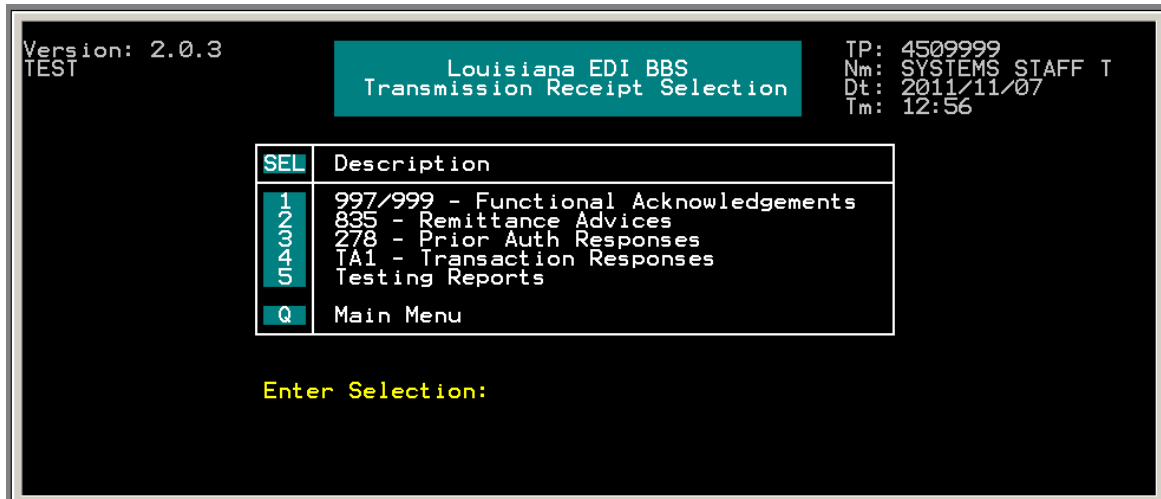 Version: 2.0.3
TEST
Louisiana EDI BBS
Transmission Receipt Selection
TP: 4509999
Nm: SYSTEMS STAFF T
Dt: 2011/11/07
Tm: 12:56
SEL Description
1 997/999 - Functional Acknowledgements
2 835 - Remittance Advices
3 278 - Prior Auth Responses
4 TA1 - Transaction Responses
5 Testing Reports
Q Main Menu
Enter Selection: